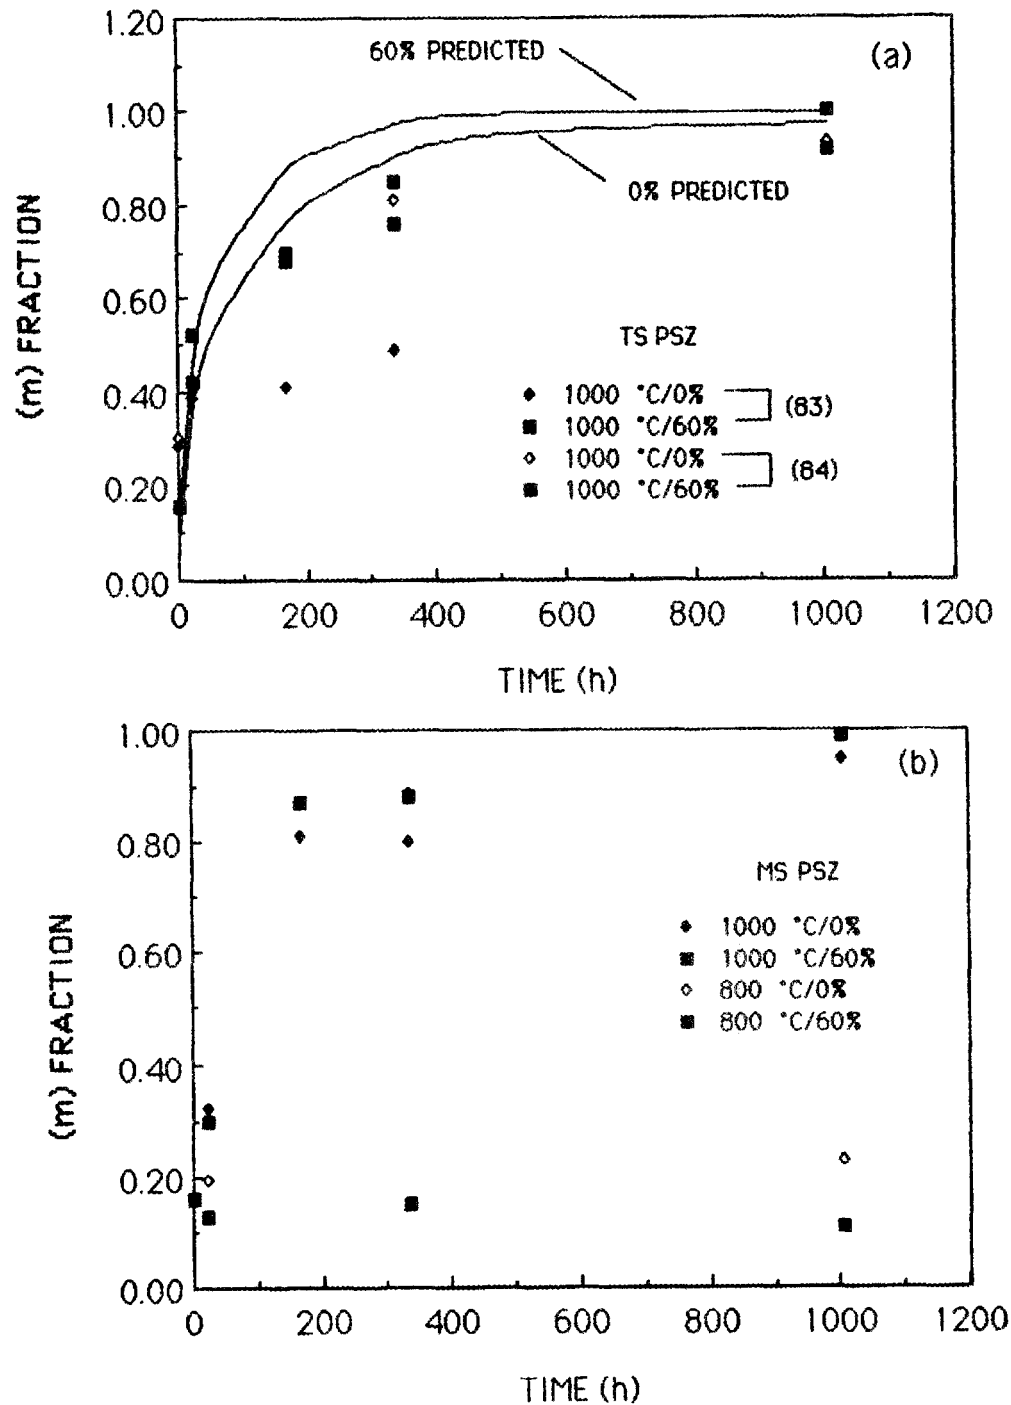 1.20
(a)
60% PREDICTED
1.00
0.80
0% PREDICTED
0.60
TS PSZ
0.40
1000 °C/0%
(83)
1000 °C/60%
1000 °C/0%
(84)
0.20
1000 °C/60%
0.00
(m) FRACTION
0 200 400 600 800 1000 1200
TIME (h)
1.00
(b)
0.80
MS PSZ
1000 °C/0%
0.60
1000 °C/60%
800 °C/0%
800 °C/60%
0.40
0.20
0.00
(m) FRACTION
0 200 400 600 800 1000 1200
TIME (h)